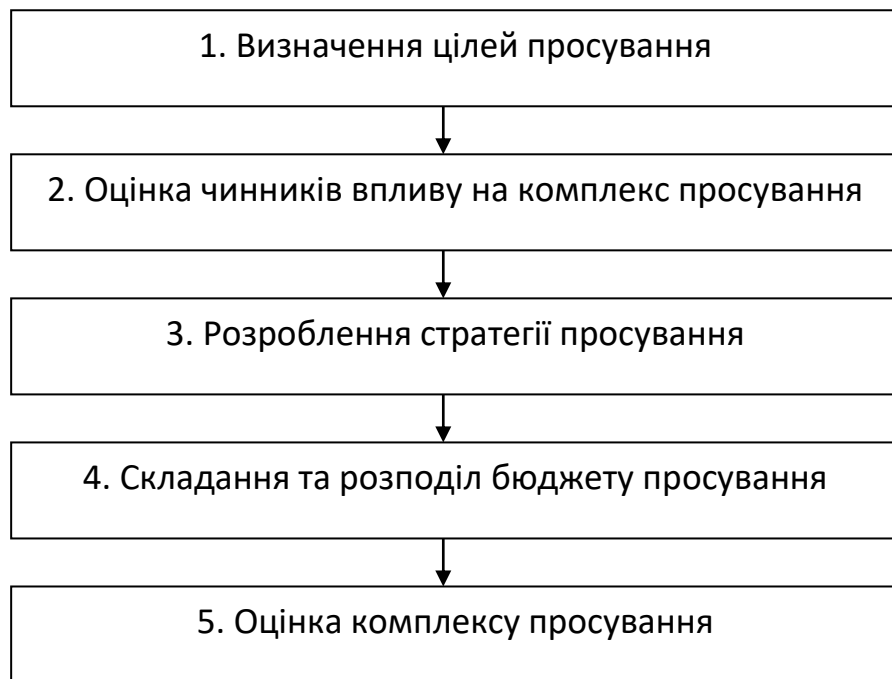 1. Визначення цілей просування
2. Оцінка чинників впливу на комплекс просування
3. Розроблення стратегії просування
4. Складання та розподіл бюджету просування
5. Оцінка комплексу просування